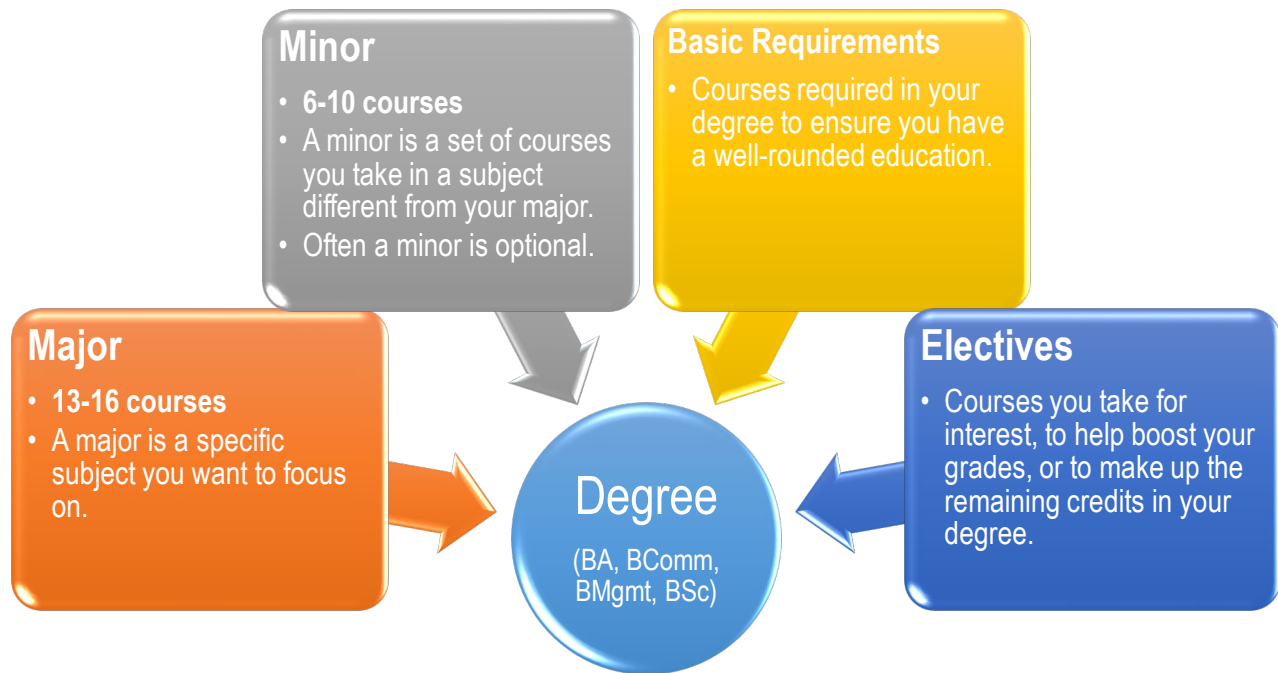 Minor
• 6-10 courses
• A minor is a set of courses
you take in a subject
different from your major.
• Often a minor is optional.
Basic Requirements
• Courses required in your
degree to ensure you have
a well-rounded education.
Major
• 13-16 courses
• A major is a specific
subject you want to focus
on.
Electives
• Courses you take for
interest, to help boost your
grades, or to make up the
remaining credits in your
degree.
Degree
(BA, BComm,
BMgmt, BSc)